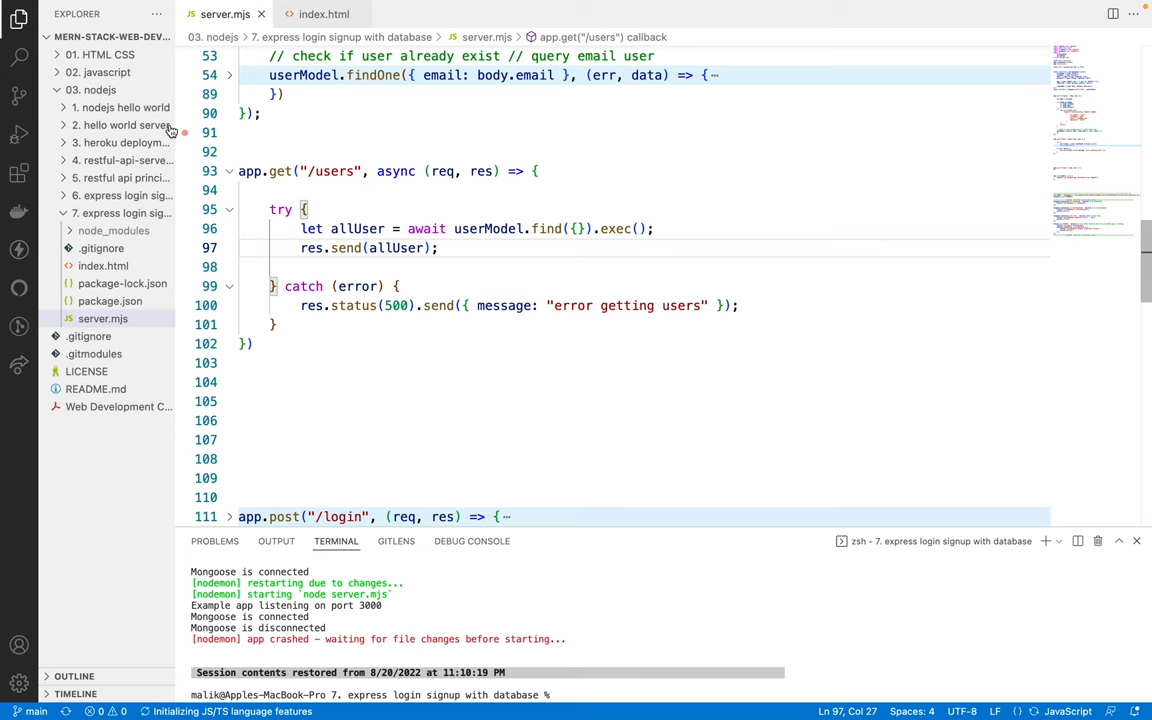 EXPLORER
MERN-STACK-WEB-DEV...
01. HTML CSS
02. javascript
03. nodejs
1. nodejs hello world
2. hello world server
3. heroku deploym...
4. restful-api-serve...
5. restful api princi...
6. express login sig...
7. express login sig...
node_modules
.gitignore
index.html
package-lock.json
package.json
JS server.mjs
.gitignore
.gitmodules
LICENSE
README.md
Web Development C...
OUTLINE
TIMELINE
JS server.mjs
index.html
03. nodejs > 7. express login signup with database > JS server.mjs > app.get("/users") callback
53 // check if user already exist // query email user
54 userModel.findOne({ email: body.email }, (err, data) => {…
89 })
90 });
91
92
93 app.get("/users", async (req, res) => {
94
95 try {
96 let allUser = await userModel.find({}).exec();
97 res.send(allUser);
98
99 } catch (error) {
100 res.status(500).send({ message: "error getting users" });
101 }
102 })
103
104
105
106
107
108
109
110
111 app.post("/login", (req, res) => {…
PROBLEMS OUTPUT TERMINAL GITLENS DEBUG CONSOLE
zsh - 7. express login signup with database
Mongoose is connected
[nodemon] restarting due to changes...
[nodemon] starting `node server.mjs`
Example app listening on port 3000
Mongoose is connected
Mongoose is disconnected
[nodemon] app crashed - waiting for file changes before starting...
Session contents restored from 8/20/2022 at 11:10:19 PM
malik@Apples-MacBook-Pro 7. express login signup with database %
main 0 0 Initializing JS/TS language features
Ln 97, Col 27 Spaces: 4 UTF-8 LF {} JavaScript